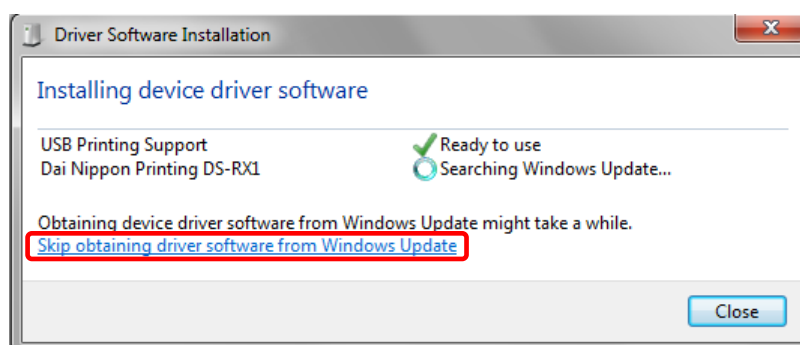 Driver Software Installation
Installing device driver software
USB Printing Support Ready to use
Dai Nippon Printing DS-RX1 Searching Windows Update...
Obtaining device driver software from Windows Update might take a while.
Skip obtaining driver software from Windows Update
Close